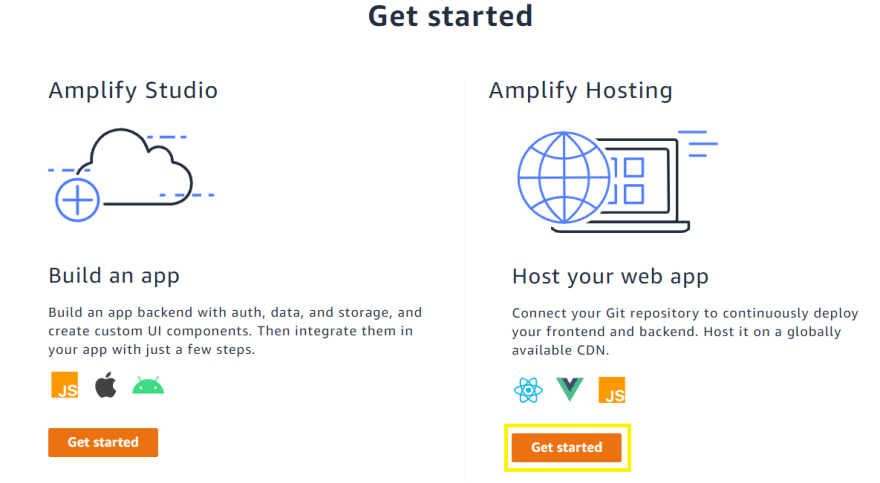 Get started
Amplify Studio
Build an app
Build an app backend with auth, data, and storage, and
create custom UI components. Then integrate them in
your app with just a few steps.
JS
Get started
Amplify Hosting
Host your web app
Connect your Git repository to continuously deploy
your frontend and backend. Host it on a globally
available CDN.
JS
Get started